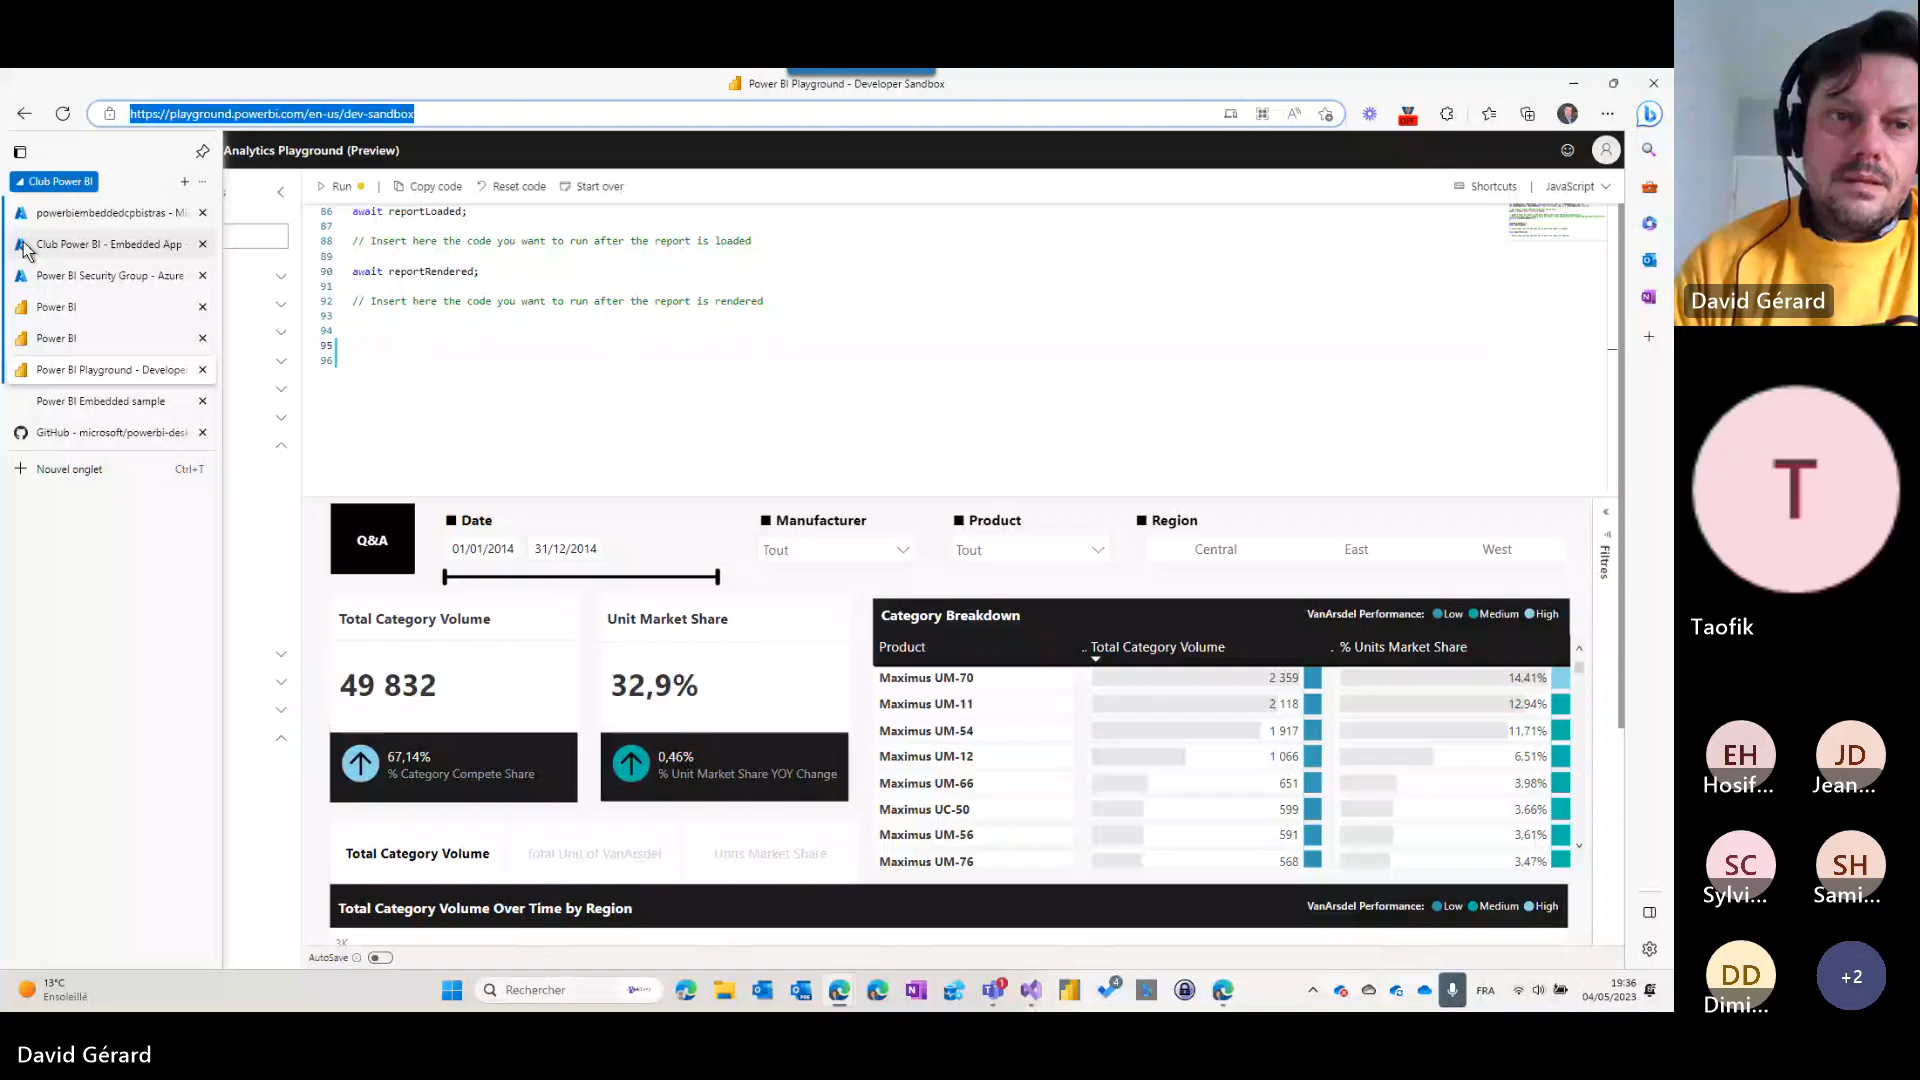 Power BI Playground - Developer Sandbox
https://playground.powerbi.com/en-us/dev-sandbox
Analytics Playground (Preview)
Club Power BI
powerbiembeddedcpbistras - Mi
Club Power BI - Embedded App
Power BI Security Group - Azure
Power BI
Power BI
Power BI Playground - Develope
Power BI Embedded sample
GitHub - microsoft/powerbi-des
Nouvel onglet Ctrl+T
Run Copy code Reset code Start over Shortcuts JavaScript
86 await reportLoaded;
87
88 // Insert here the code you want to run after the report is loaded
89
90 await reportRendered;
91
92 // Insert here the code you want to run after the report is rendered
93
94
95
96
Q&A
Date
01/01/2014 31/12/2014
Manufacturer
Tout
Product
Tout
Region
Central East West
Filtres
Total Category Volume
49 832
67,14%
% Category Compete Share
Unit Market Share
32,9%
0,46%
% Unit Market Share YOY Change
Category Breakdown VanArsdel Performance: Low Medium High
Product .. Total Category Volume . % Units Market Share
Maximus UM-70 2 359 14.41%
Maximus UM-11 2 118 12.94%
Maximus UM-54 1 917 11.71%
Maximus UM-12 1 066 6,51%
Maximus UM-66 651 3,98%
Maximus UC-50 599 3.66%
Maximus UM-56 591 3,61%
Maximus UM-76 568 3,47%
Total Category Volume Total Unit of VanArsdel Units Market Share
Total Category Volume Over Time by Region VanArsdel Performance: Low Medium High
3K
AutoSave
13°C
Ensoleillé
Rechercher
1
4
FRA
19:36
04/05/2023
David Gérard
T
Taofik
EH
Hosif...
JD
Jean...
SC
Sylvi...
SH
Sami...
DD
Dimi...
+2
David Gérard